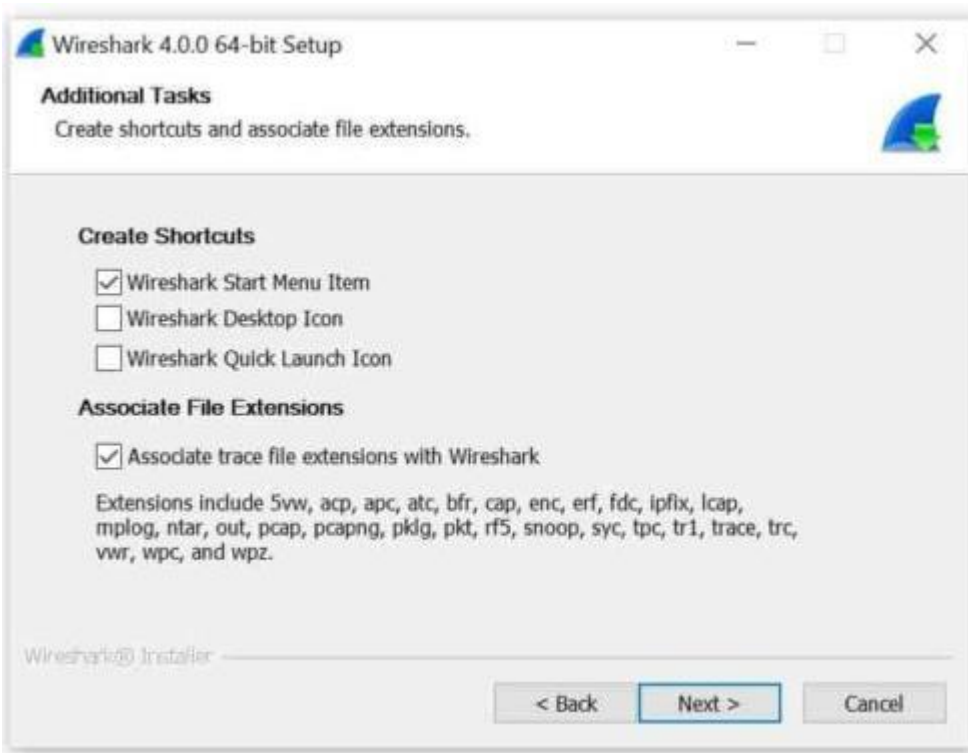 Wireshark 4.0.0 64-bit Setup
Additional Tasks
Create shortcuts and associate file extensions.
Create Shortcuts
Wireshark Start Menu Item
Wireshark Desktop Icon
Wireshark Quick Launch Icon
Associate File Extensions
Associate trace file extensions with Wireshark
Extensions include 5vw, acp, apc, atc, bfr, cap, enc, erf, fdc, ipfix, lcap,
mplog, ntar, out, pcap, pcapng, pklg, pkt, rf5, snoop, syc, tpc, tr1, trace, trc,
vwr, wpc, and wpz.
Wireshark® Installer
< Back Next > Cancel